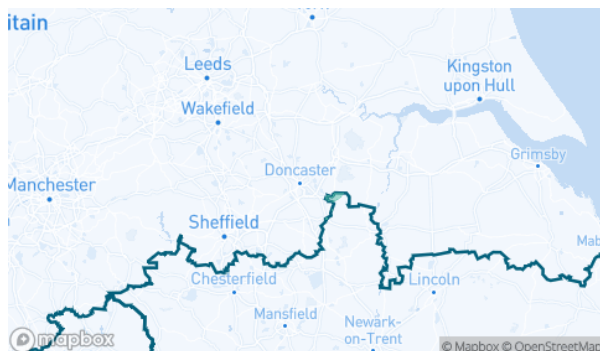 itain
Leeds
Kingston
upon Hull
Wakefield
Doncaster
Grimsby
Manchester
Sheffield
Mab
Chesterfield
Lincoln
Mansfield
Newark-
on-Trent
mapbox
© Mapbox © OpenStreetMap